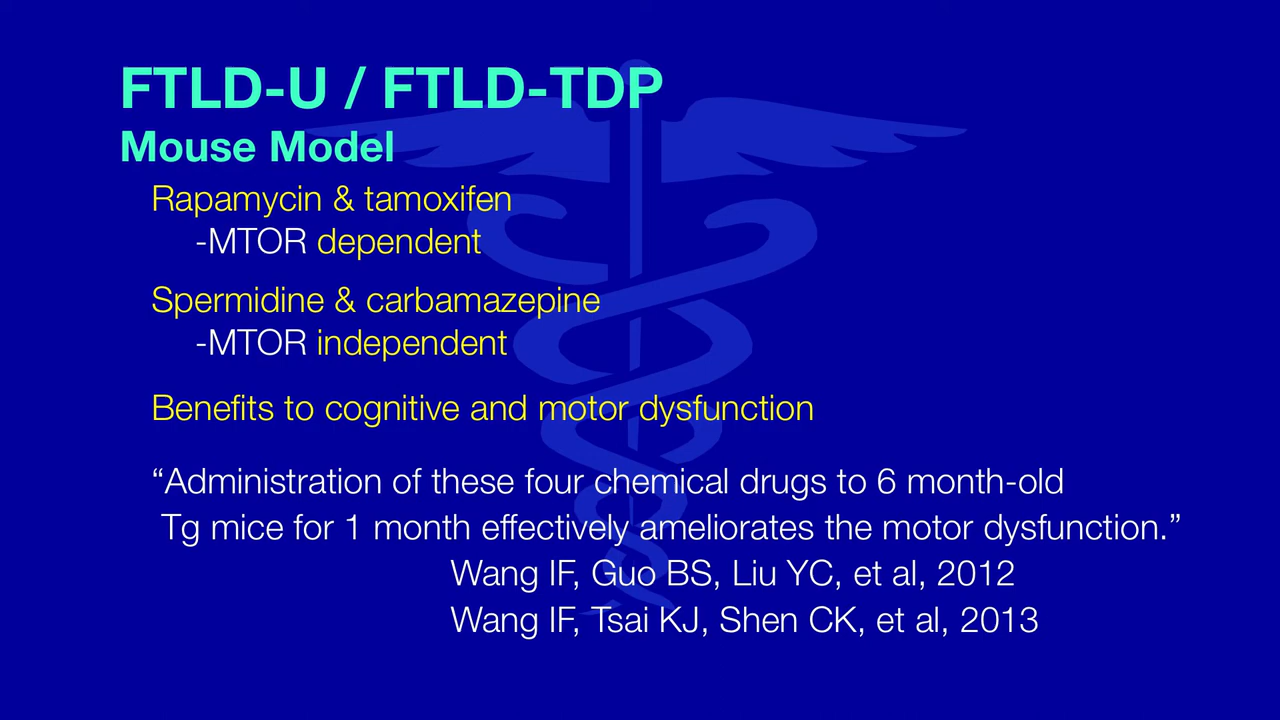 FTLD-U / FTLD-TDP
Mouse Model
Rapamycin & tamoxifen
-MTOR dependent
Spermidine & carbamazepine
-MTOR independent
Benefits to cognitive and motor dysfunction
“Administration of these four chemical drugs to 6 month-old
Tg mice for 1 month effectively ameliorates the motor dysfunction.”
Wang IF, Guo BS, Liu YC, et al, 2012
Wang IF, Tsai KJ, Shen CK, et al, 2013